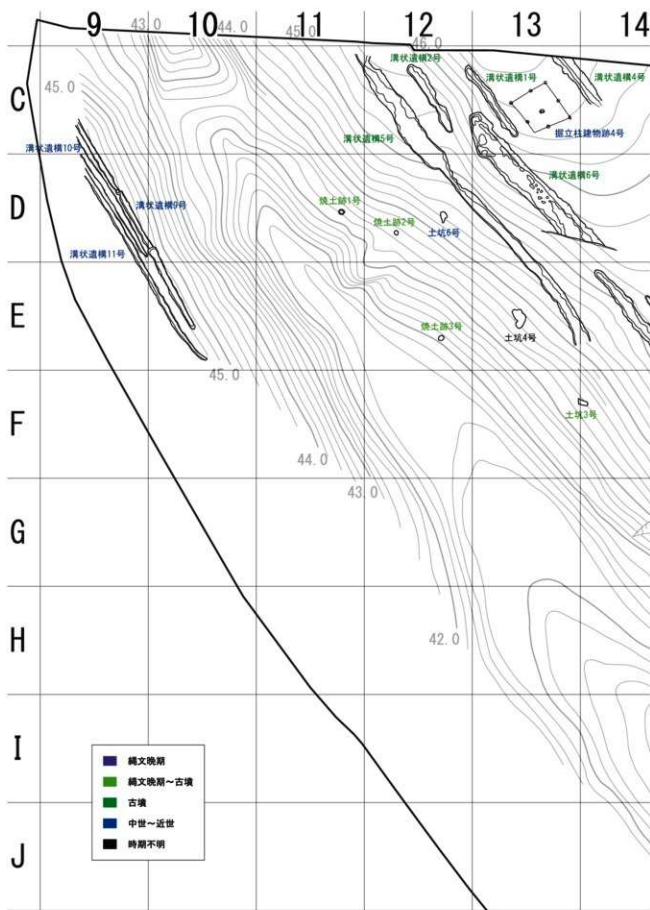 9 10 11 12 13 14
43.0 44.0 45.0 46.0
C
45.0
溝状遺構2号
溝状遺構1号
溝状遺構4号
溝状遺構5号
掘立柱建物跡4号
溝状遺構10号
溝状遺構6号
D
溝状遺構9号
焼土跡1号
焼土跡2号
土坑6号
溝状遺構11号
E
焼土跡3号
土坑4号
45.0
F
土坑3号
44.0
43.0
G
H
42.0
I
縄文晩期
縄文晩期~古墳
古墳
中世~近世
時期不明
J